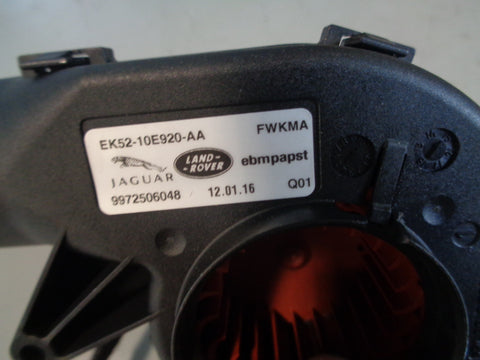 EK52-10E920-AA FWKMA
JAGUAR LAND-ROVER ebmpapst
9972506048 12.01.16 Q01